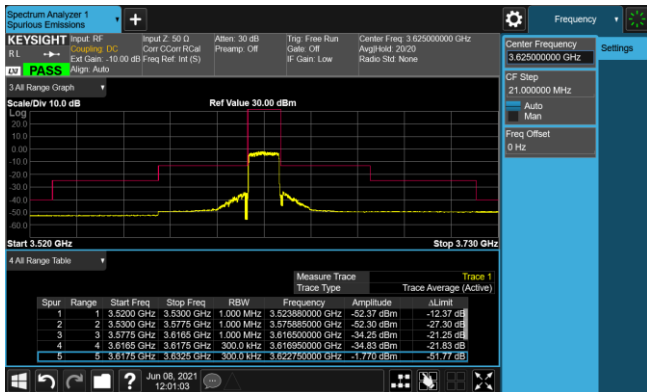 Spectrum Analyzer 1
Spurious Emissions
Frequency
KEYSIGHT Input: RF Input Z: 50 Ω Atten: 30 dB Trig: Free Run Center Freq: 3.625000000 GHz
R L Coupling: DC Corr CCorr RCal Preamp: Off Gate: Off Avg|Hold: 20/20
Ext Gain: -10.00 dB Freq Ref: Int (S) IF Gain: Low Radio Std: None
LXI PASS Align: Auto
Center Frequency
3.625000000 GHz
Settings
CF Step
21.000000 MHz
Auto
Man
Freq Offset
0 Hz
3 All Range Graph
Scale/Div 10.0 dB Ref Value 30.00 dBm
Log
20.0
10.0
0.00
-10.0
-20.0
-30.0
-40.0
-50.0
-60.0
Start 3.520 GHz Stop 3.730 GHz
4 All Range Table
Measure Trace Trace 1
Trace Type Trace Average (Active)
Spur Range Start Freq Stop Freq RBW Frequency Amplitude ΔLimit
1 1 3.5200 GHz 3.5300 GHz 1.000 MHz 3.523880000 GHz -52.37 dBm -12.37 dB
2 2 3.5300 GHz 3.5775 GHz 1.000 MHz 3.575885000 GHz -52.30 dBm -27.30 dB
3 3 3.5775 GHz 3.6165 GHz 1.000 MHz 3.616500000 GHz -34.25 dBm -21.25 dB
4 4 3.6165 GHz 3.6175 GHz 300.0 kHz 3.616950000 GHz -34.83 dBm -21.83 dB
5 5 3.6175 GHz 3.6325 GHz 300.0 kHz 3.622750000 GHz -1.770 dBm -51.77 dB
Jun 08, 2021
12:01:03